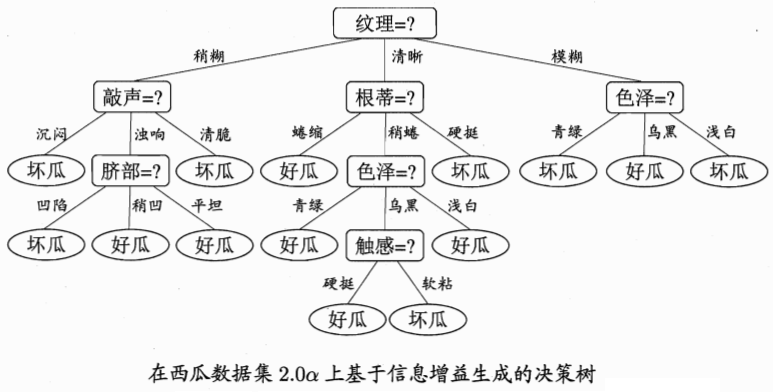 纹理=?
稍糊 清晰 模糊
敲声=? 根蒂=? 色泽=?
沉闷 浊响 清脆 蜷缩 稍蜷 硬挺 青绿 乌黑 浅白
坏瓜 脐部=? 坏瓜 好瓜 色泽=? 坏瓜 坏瓜 好瓜 坏瓜
凹陷 稍凹 平坦 青绿 乌黑 浅白
坏瓜 好瓜 好瓜 好瓜 触感=? 好瓜
硬挺 软粘
好瓜 坏瓜
在西瓜数据集 2.0α 上基于信息增益生成的决策树